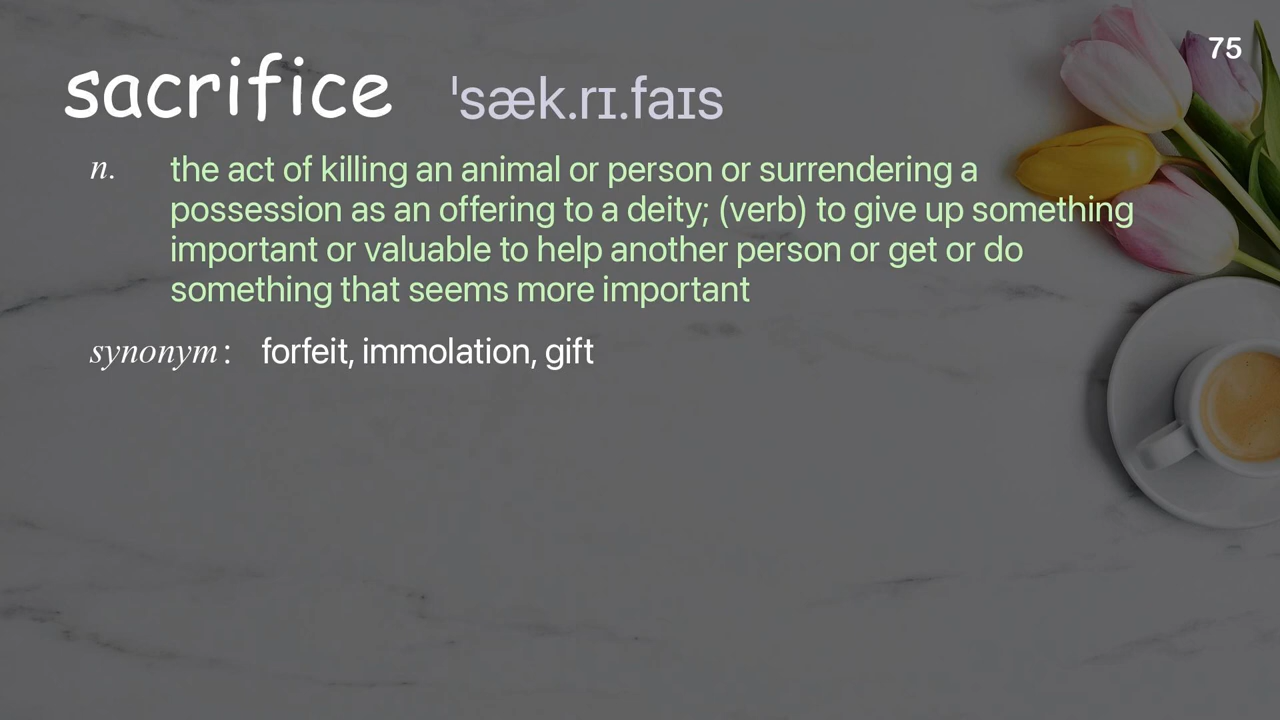 75
sacrifice ˈsæk.rɪ.faɪs
n. the act of killing an animal or person or surrendering a
possession as an offering to a deity; (verb) to give up something
important or valuable to help another person or get or do
something that seems more important
synonym: forfeit, immolation, gift